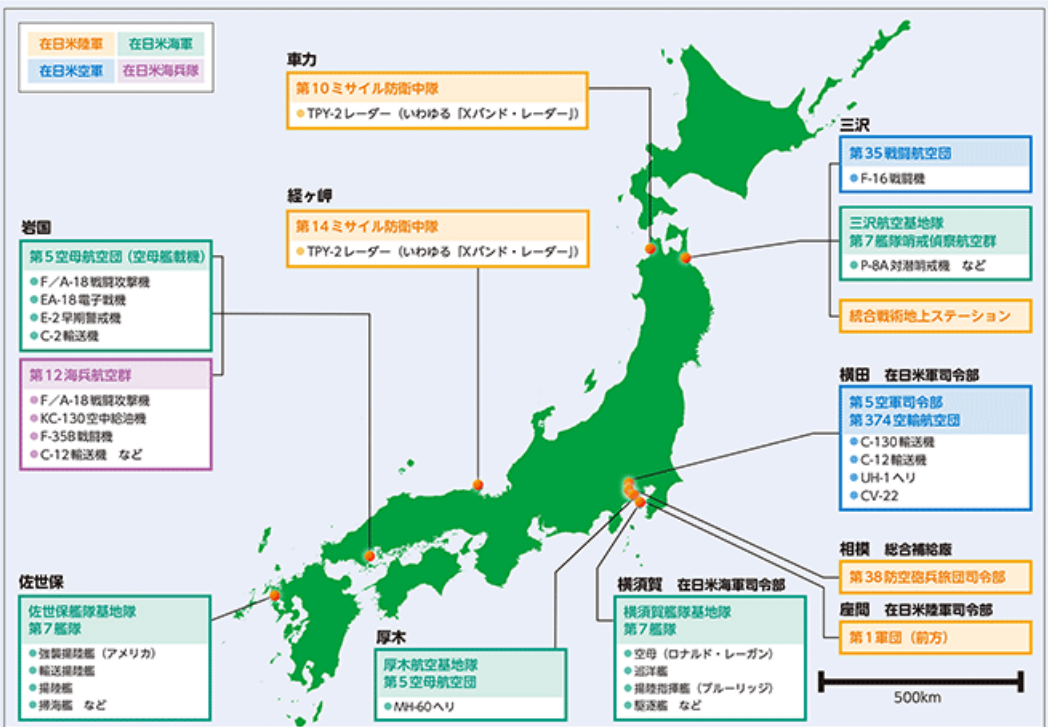 在日米陸軍
在日米海軍
在日米空軍
在日米海兵隊
車力
第10ミサイル防衛中隊
●TPY-2レーダー（いわゆる「Xバンド・レーダー」）
経ヶ岬
第14ミサイル防衛中隊
●TPY-2レーダー（いわゆる「Xバンド・レーダー」）
岩国
第5空母航空団（空母艦載機）
●F／A-18戦闘攻撃機
●EA-18電子戦機
●E-2早期警戒機
●C-2輸送機
第12海兵航空群
●F／A-18戦闘攻撃機
●KC-130空中給油機
●F-35B戦闘機
●C-12輸送機　など
佐世保
佐世保艦隊基地隊
第7艦隊
●強襲揚陸艦（アメリカ）
●輸送揚陸艦
●揚陸艦
●掃海艦　など
厚木
厚木航空基地隊
第5空母航空団
●MH-60ヘリ
横須賀　在日米海軍司令部
横須賀艦隊基地隊
第7艦隊
●空母（ロナルド・レーガン）
●巡洋艦
●揚陸指揮艦（ブルーリッジ）
●駆逐艦　など
三沢
第35戦闘航空団
●F-16戦闘機
三沢航空基地隊
第7艦隊哨戒偵察航空群
●P-8A対潜哨戒機　など
統合戦術地上ステーション
横田　在日米軍司令部
第5空軍司令部
第374空輸航空団
●C-130輸送機
●C-12輸送機
●UH-1ヘリ
●CV-22
相模　総合補給廠
第38防空砲兵旅団司令部
座間　在日米陸軍司令部
第1軍団（前方）
500km